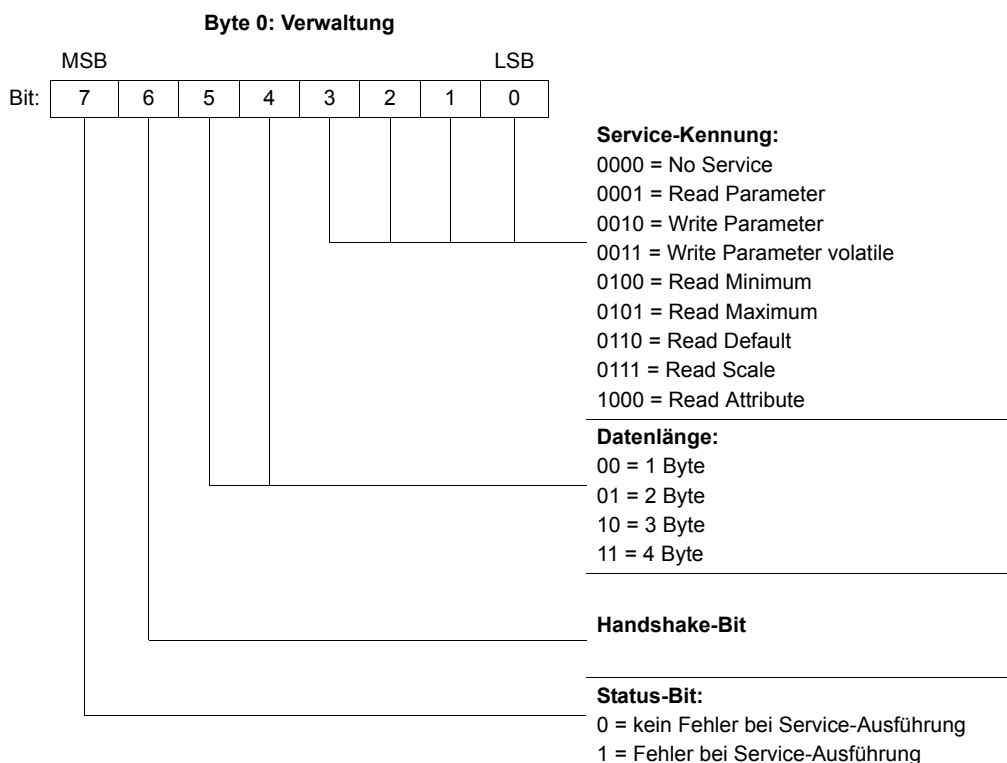 Byte 0: Verwaltung
MSB LSB
Bit: 7 6 5 4 3 2 1 0
Service-Kennung:
0000 = No Service
0001 = Read Parameter
0010 = Write Parameter
0011 = Write Parameter volatile
0100 = Read Minimum
0101 = Read Maximum
0110 = Read Default
0111 = Read Scale
1000 = Read Attribute
Datenlänge:
00 = 1 Byte
01 = 2 Byte
10 = 3 Byte
11 = 4 Byte
Handshake-Bit
Status-Bit:
0 = kein Fehler bei Service-Ausführung
1 = Fehler bei Service-Ausführung